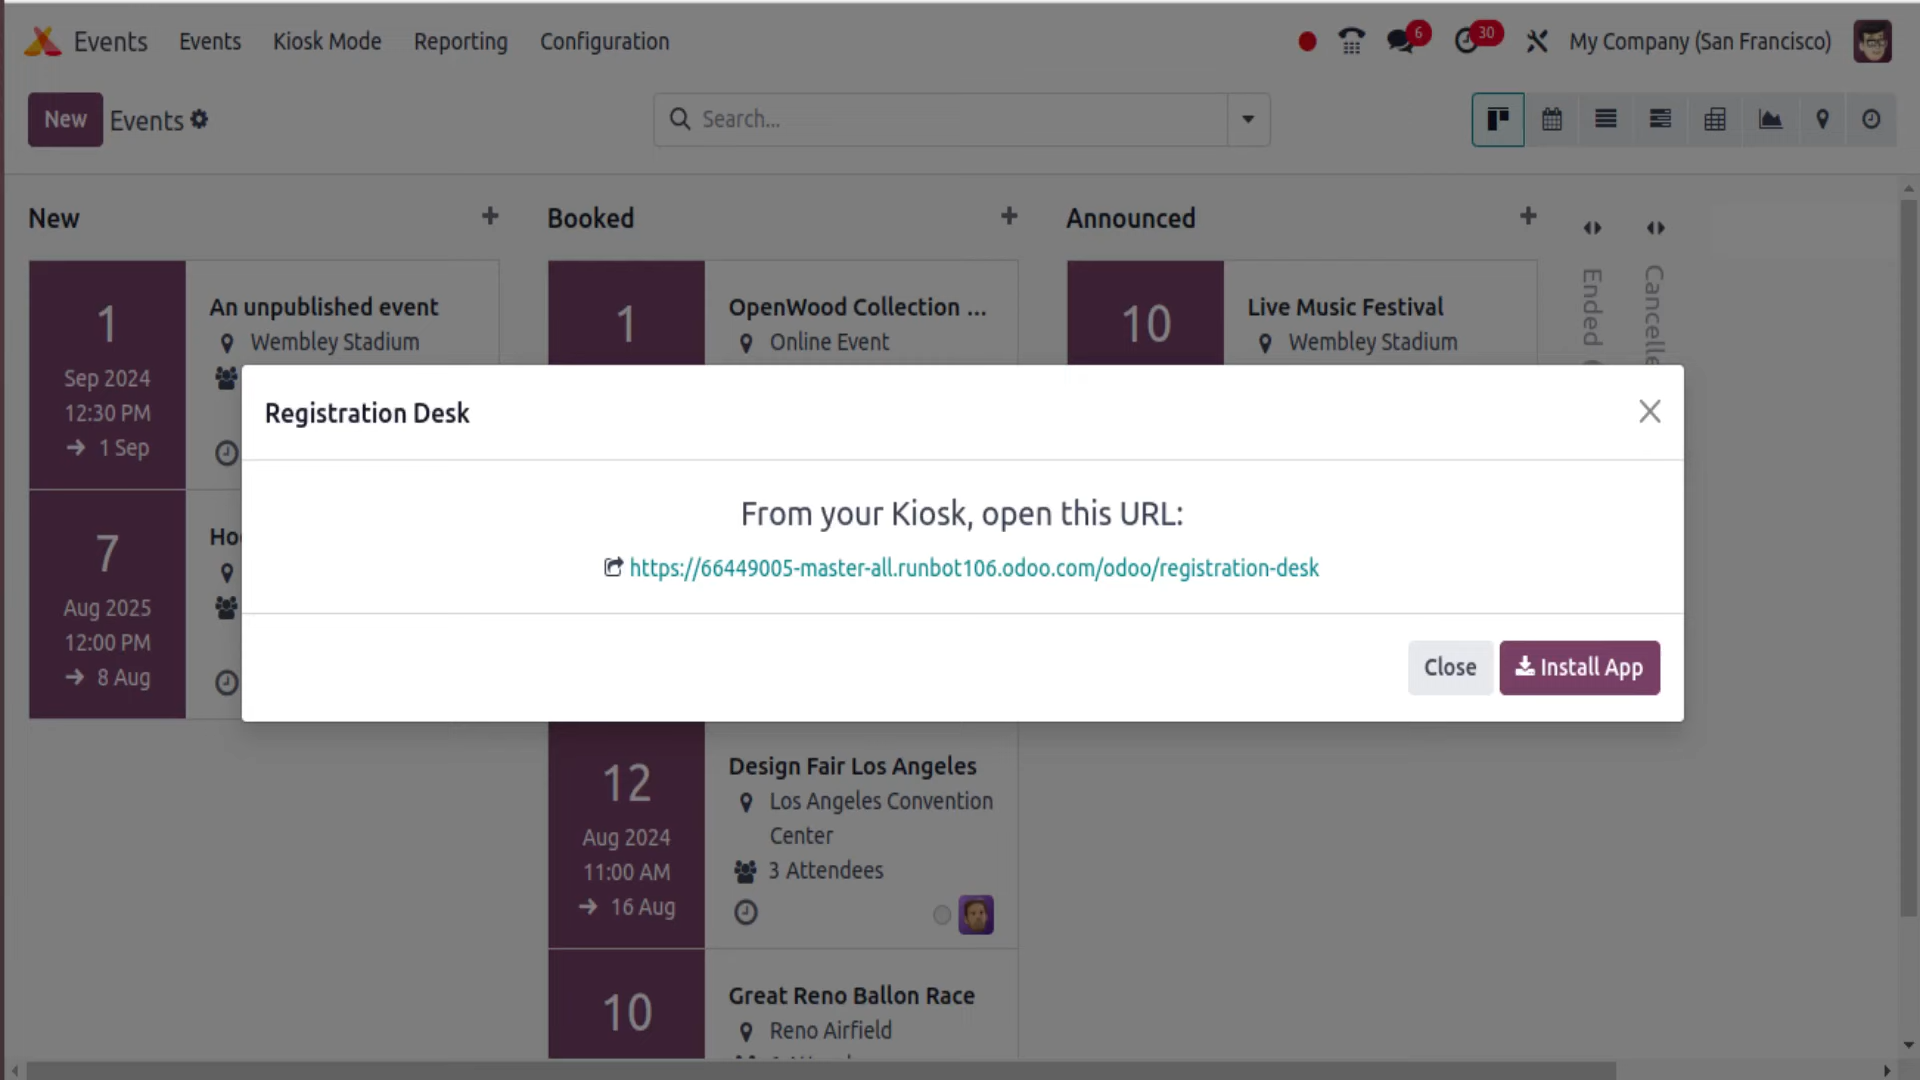 Events Events Kiosk Mode Reporting Configuration 6 30 My Company (San Francisco)
New Events Search...
New Booked Announced
Ended
1
Sep 2024
12:30 PM
1 Sep
An unpublished event
Wembley Stadium
1
OpenWood Collection ...
Online Event
10
Live Music Festival
Wembley Stadium
7
Aug 2025
12:00 PM
8 Aug
Registration Desk
From your Kiosk, open this URL:
https://66449005-master-all.runbot106.odoo.com/odoo/registration-desk
Close Install App
12
Aug 2024
11:00 AM
16 Aug
Design Fair Los Angeles
Los Angeles Convention
Center
3 Attendees
10
Great Reno Ballon Race
Reno Airfield